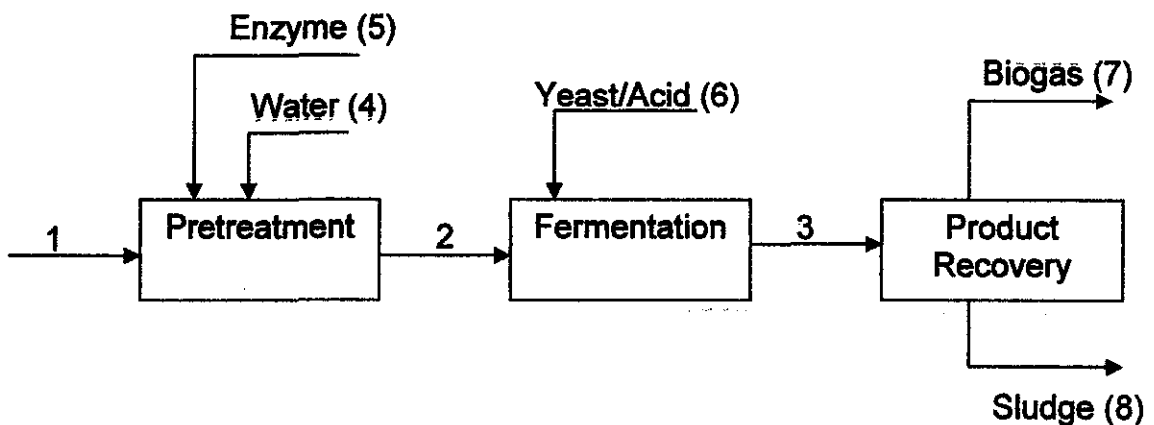 Enzyme (5)
Water (4)
Yeast/Acid (6)
Biogas (7)
1
Pretreatment
2
Fermentation
3
Product
Recovery
Sludge (8)